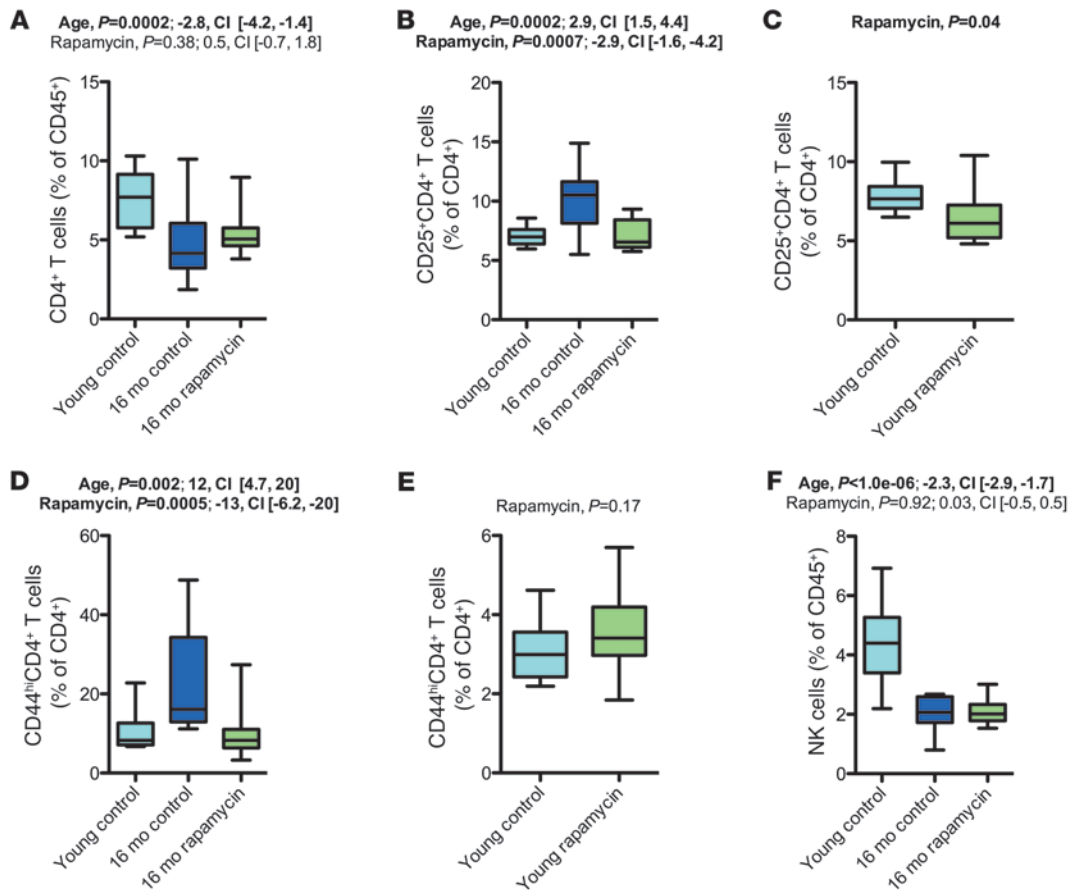 A
Age, P=0.0002; -2.8, CI [-4.2, -1.4]
Rapamycin, P=0.38; 0.5, CI [-0.7, 1.8]
CD4⁺ T cells (% of CD45⁺)
15
10
5
0
Young control
16 mo control
16 mo rapamycin
B
Age, P=0.0002; 2.9, CI [1.5, 4.4]
Rapamycin, P=0.0007; -2.9, CI [-1.6, -4.2]
CD25⁺CD4⁺ T cells
(% of CD4⁺)
20
15
10
5
0
Young control
16 mo control
16 mo rapamycin
C
Rapamycin, P=0.04
CD25⁺CD4⁺ T cells
(% of CD4⁺)
15
10
5
0
Young control
Young rapamycin
D
Age, P=0.002; 12, CI [4.7, 20]
Rapamycin, P=0.0005; -13, CI [-6.2, -20]
CD44ʰⁱCD4⁺ T cells
(% of CD4⁺)
60
40
20
0
Young control
16 mo control
16 mo rapamycin
E
Rapamycin, P=0.17
CD44ʰⁱCD4⁺ T cells
(% of CD4⁺)
6
4
2
0
Young control
Young rapamycin
F
Age, P<1.0e-06; -2.3, CI [-2.9, -1.7]
Rapamycin, P=0.92; 0.03, CI [-0.5, 0.5]
NK cells (% of CD45⁺)
8
6
4
2
0
Young control
16 mo control
16 mo rapamycin